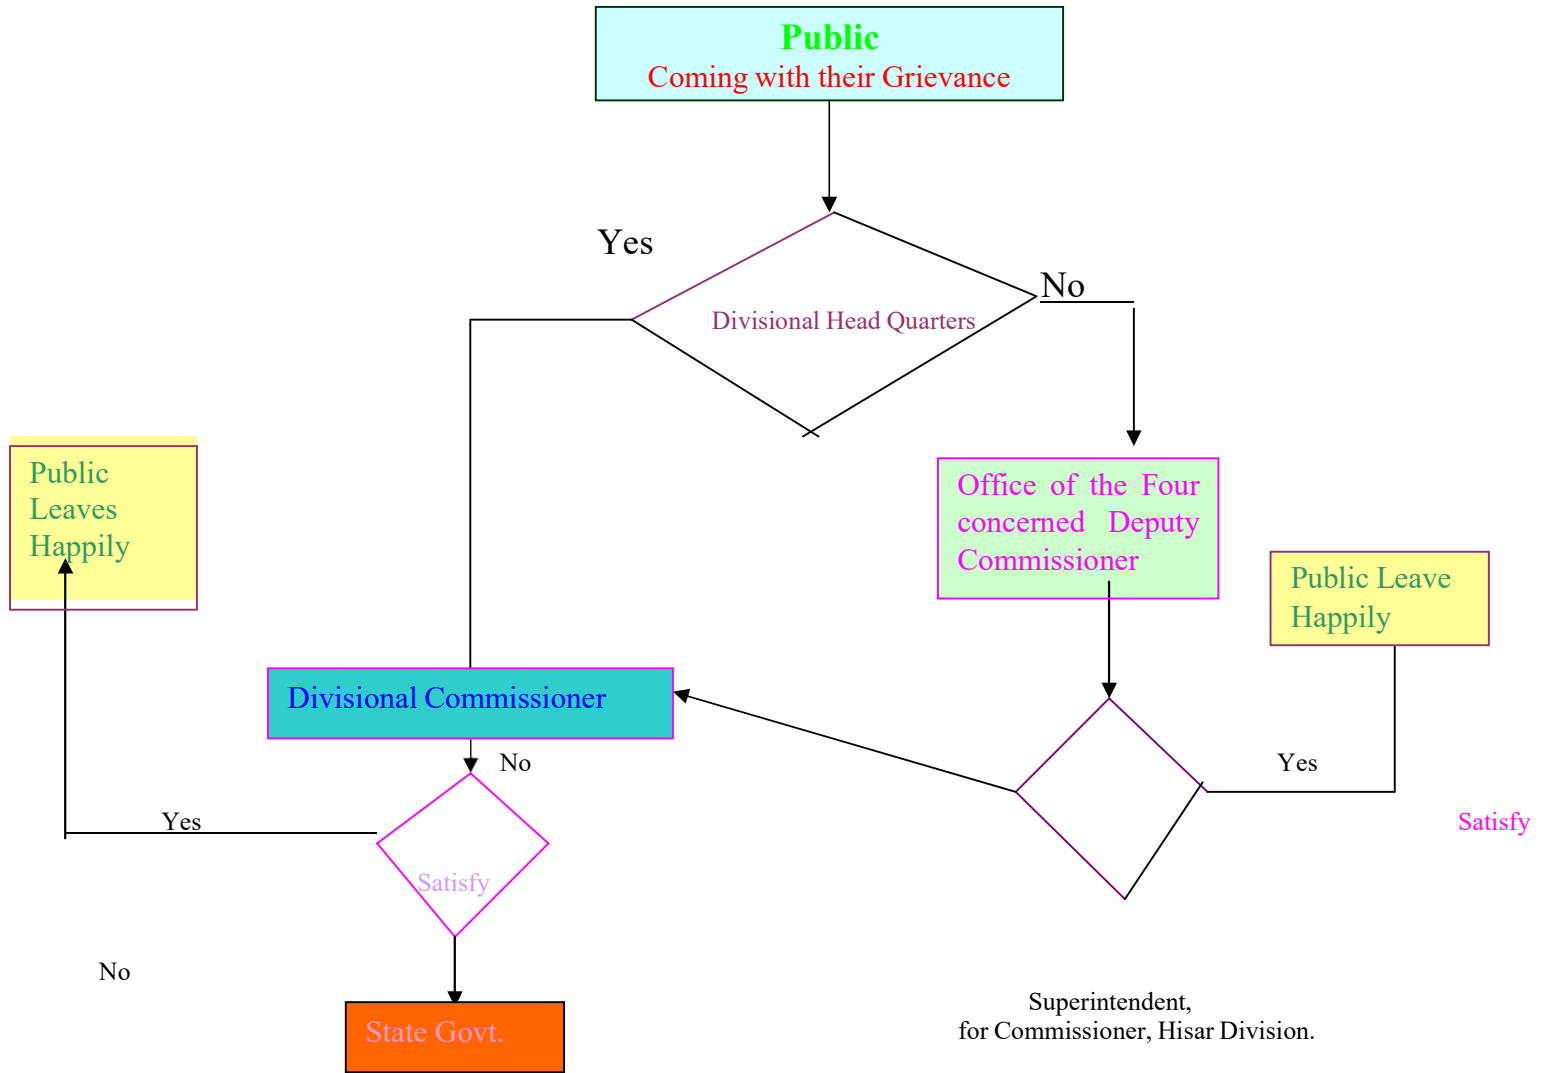 Public
Coming with their Grievance
Yes
No
Divisional Head Quarters
Public
Leaves
Happily
Office of the Four
concerned Deputy
Commissioner
Public Leave
Happily
Divisional Commissioner
No
Yes
Yes
Satisfy
Satisfy
No
Superintendent,
for Commissioner, Hisar Division.
State Govt.